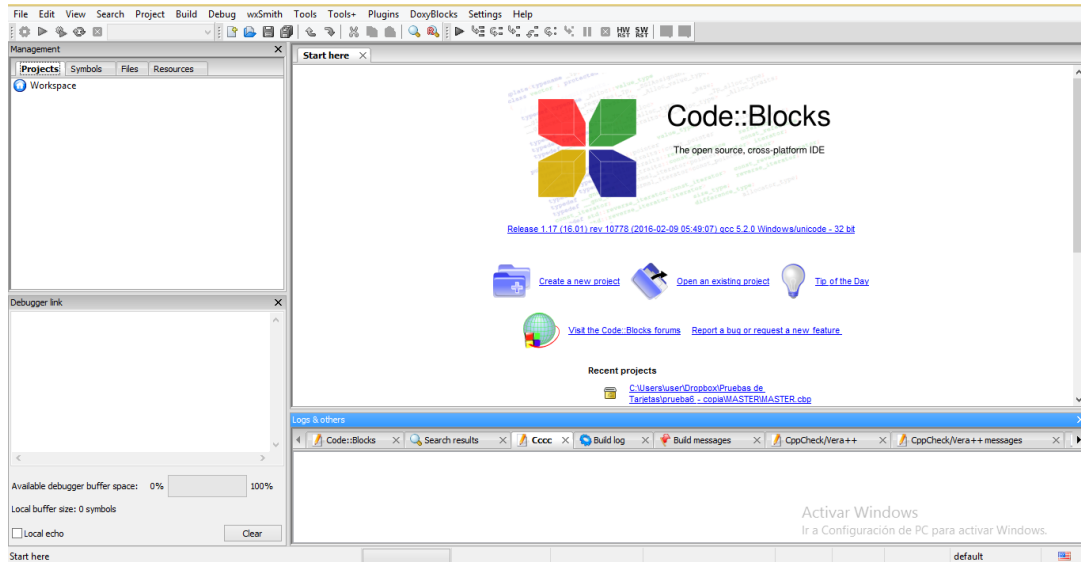 File Edit View Search Project Build Debug wxSmith Tools Tools+ Plugins DoxyBlocks Settings Help
HW RST SW RST
Management
Start here
Projects Symbols Files Resources
Workspace
Code::Blocks
The open source, cross-platform IDE
Release 1.17 (16.01) rev 10778 (2016-02-09 05:49:07) gcc 5.2.0 Windows/unicode - 32 bit
Create a new project Open an existing project Tip of the Day
Visit the Code::Blocks forums Report a bug or request a new feature
Recent projects
C:\Users\user\Dropbox\Pruebas de
Tarjetas\prueba6 - copia\MASTER\MASTER.cbp
Debugger link
Available debugger buffer space: 0% 100%
Local buffer size: 0 symbols
Local echo Clear
Logs & others
Code::Blocks Search results Cccc Build log Build messages CppCheck/Vera++ CppCheck/Vera++ messages
Activar Windows
Ir a Configuración de PC para activar Windows.
Start here default